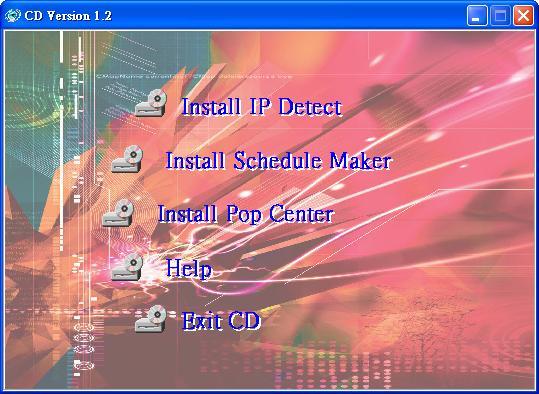 CD Version 1.2
Install IP Detect
Install Schedule Maker
Install Pop Center
Help
Exit CD